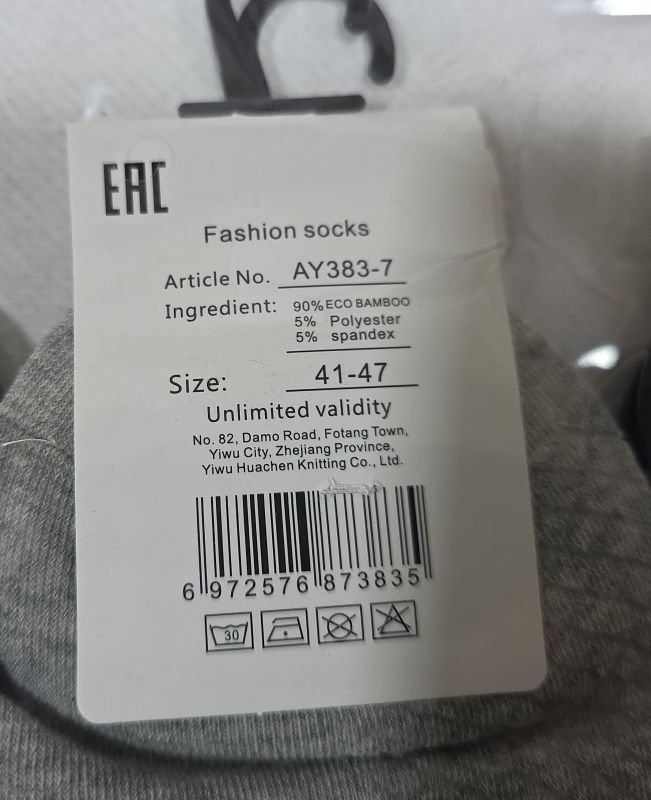 EAC
Fashion socks
Article No. AY383-7
Ingredient: 90% ECO BAMBOO
5% Polyester
5% spandex
Size: 41-47
Unlimited validity
No. 82, Damo Road, Fotang Town,
Yiwu City, Zhejiang Province,
Yiwu Huachen Knitting Co., Ltd.
6 972576 873835
30